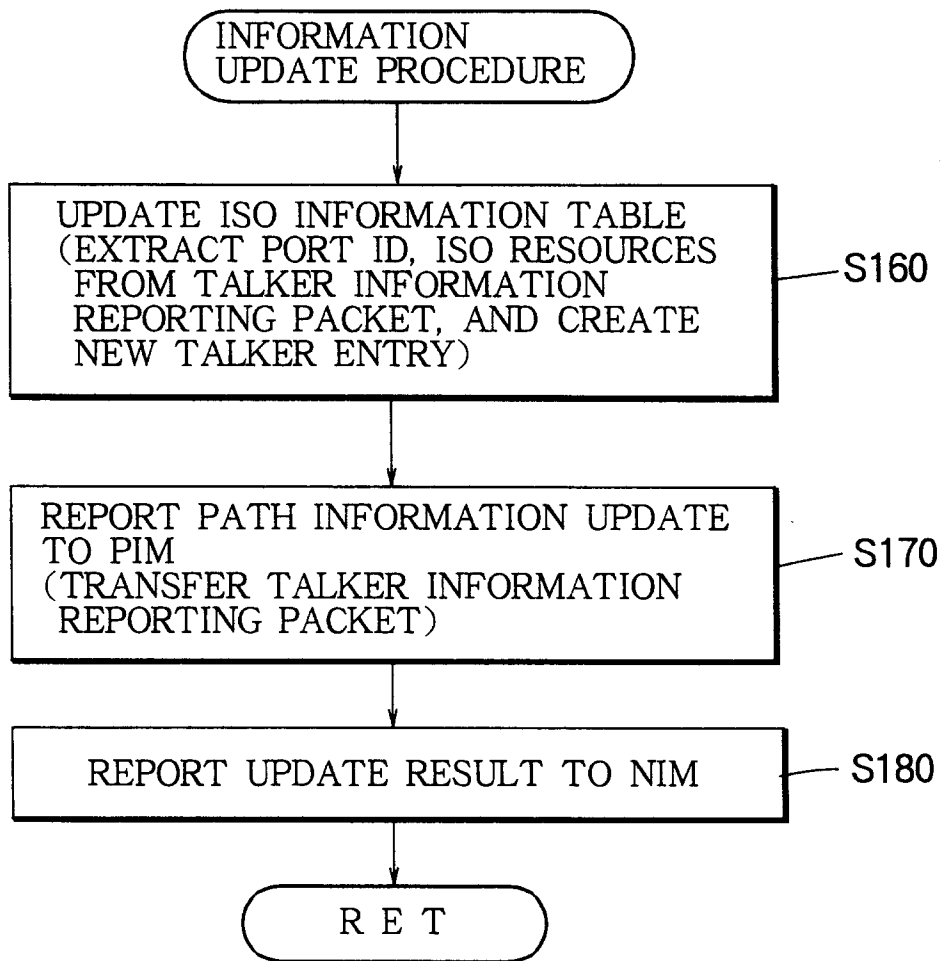 INFORMATION
UPDATE PROCEDURE
UPDATE ISO INFORMATION TABLE
(EXTRACT PORT ID, ISO RESOURCES
FROM TALKER INFORMATION
REPORTING PACKET, AND CREATE
NEW TALKER ENTRY)
S160
REPORT PATH INFORMATION UPDATE
TO PIM
(TRANSFER TALKER INFORMATION
REPORTING PACKET)
S170
REPORT UPDATE RESULT TO NIM
S180
R E T